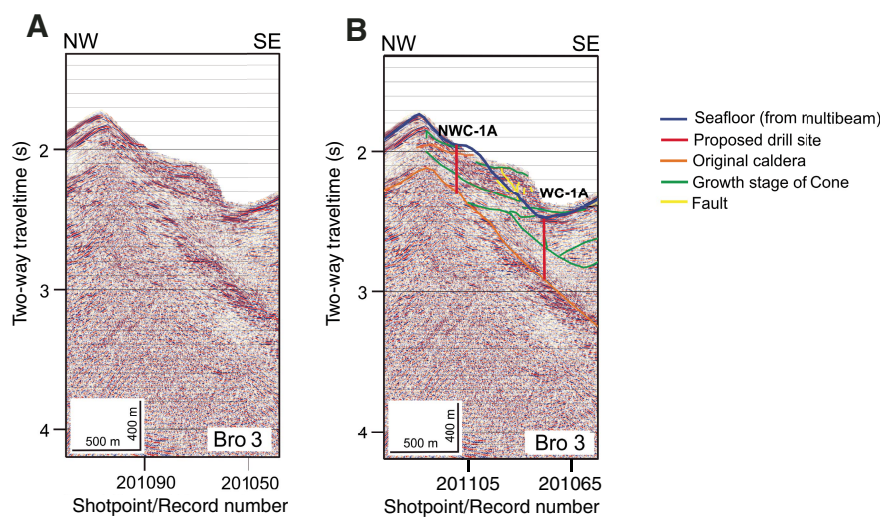 A
NW
SE
Two-way traveltime (s)
2
3
4
500 m
400 m
Bro 3
201090
201050
Shotpoint/Record number
B
NW
SE
Two-way traveltime (s)
2
3
4
NWC-1A
WC-1A
500 m
400 m
Bro 3
201105
201065
Shotpoint/Record number
Seafloor (from multibeam)
Proposed drill site
Original caldera
Growth stage of Cone
Fault